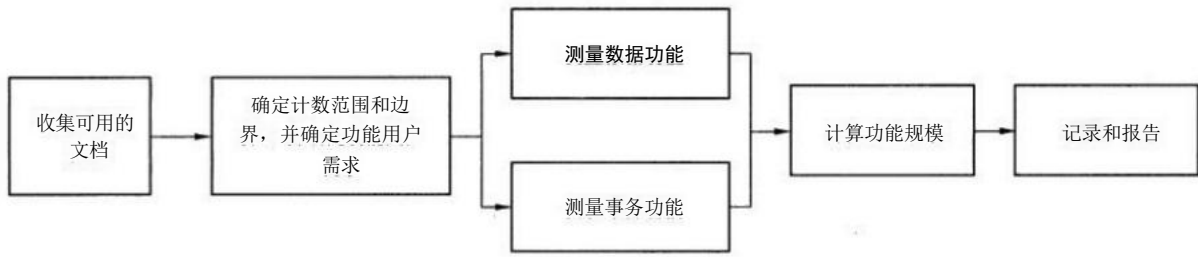 收集可用的
文档
确定计数范围和边
界，并确定功能用户
需求
测量数据功能
测量事务功能
计算功能规模
记录和报告